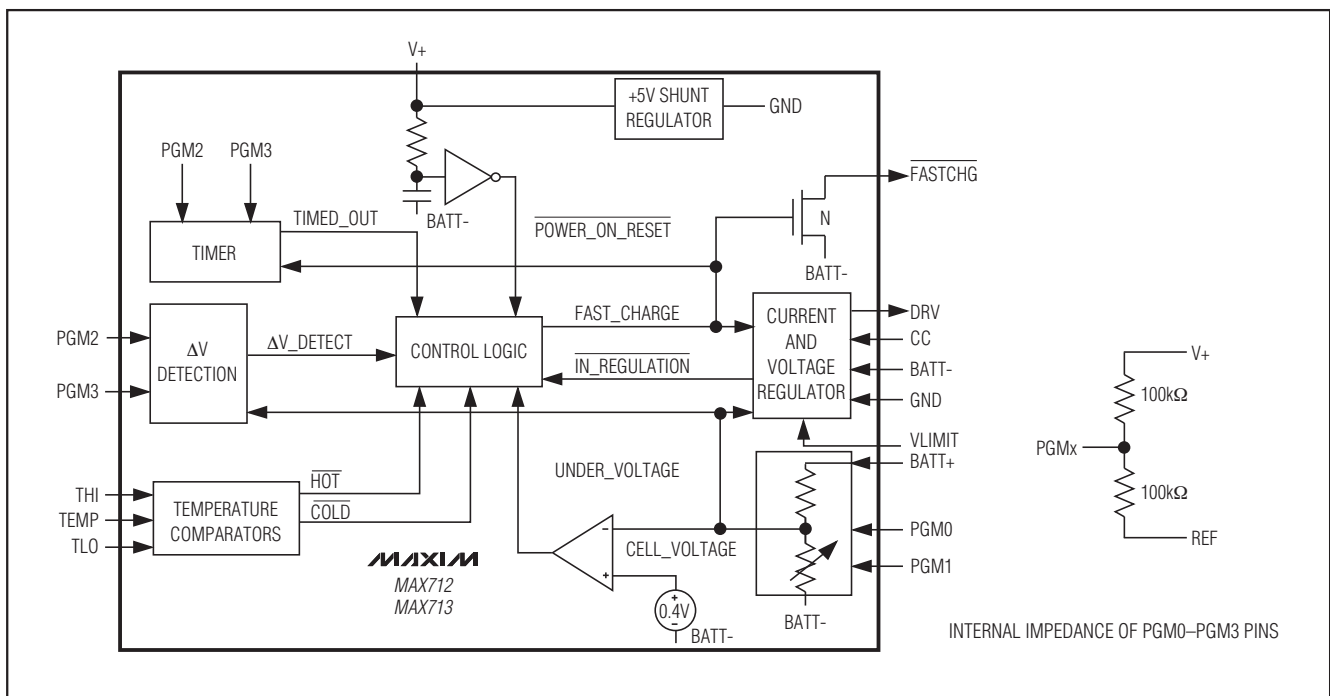 V+
+5V SHUNT
REGULATOR
GND
PGM2
PGM3
BATT-
TIMED_OUT
TIMER
POWER_ON_RESET
N
FASTCHG
BATT-
PGM2
PGM3
ΔV
DETECTION
ΔV_DETECT
CONTROL LOGIC
FAST_CHARGE
IN_REGULATION
CURRENT
AND
VOLTAGE
REGULATOR
DRV
CC
BATT-
GND
VLIMIT
BATT+
PGM0
PGM1
UNDER_VOLTAGE
CELL_VOLTAGE
-
+
+
0.4V
-
BATT-
BATT-
THI
TEMP
TLO
TEMPERATURE
COMPARATORS
HOT
COLD
MAXIM
MAX712
MAX713
V+
100kΩ
PGMx
100kΩ
REF
INTERNAL IMPEDANCE OF PGM0–PGM3 PINS